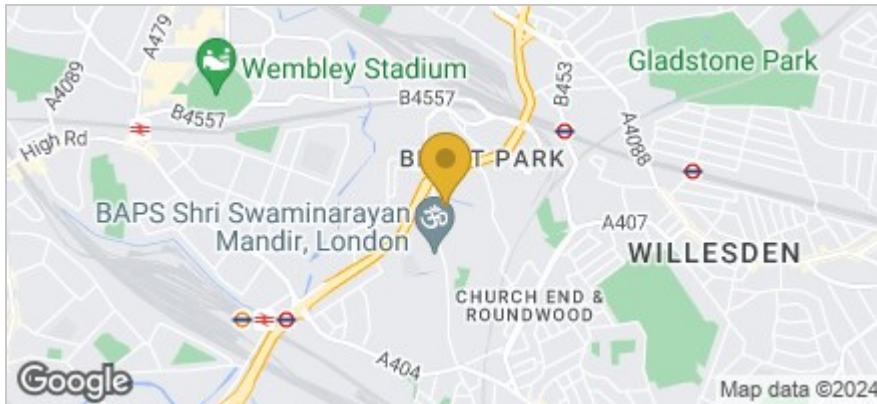 A479
Wembley Stadium
Gladstone Park
A4089
B4557
B4557
B453
A4088
High Rd
PARK
BAPS Shri Swaminarayan
Mandir, London
A407
WILLESDEN
CHURCH END &
ROUNDWOOD
A404
Google
Map data ©2024